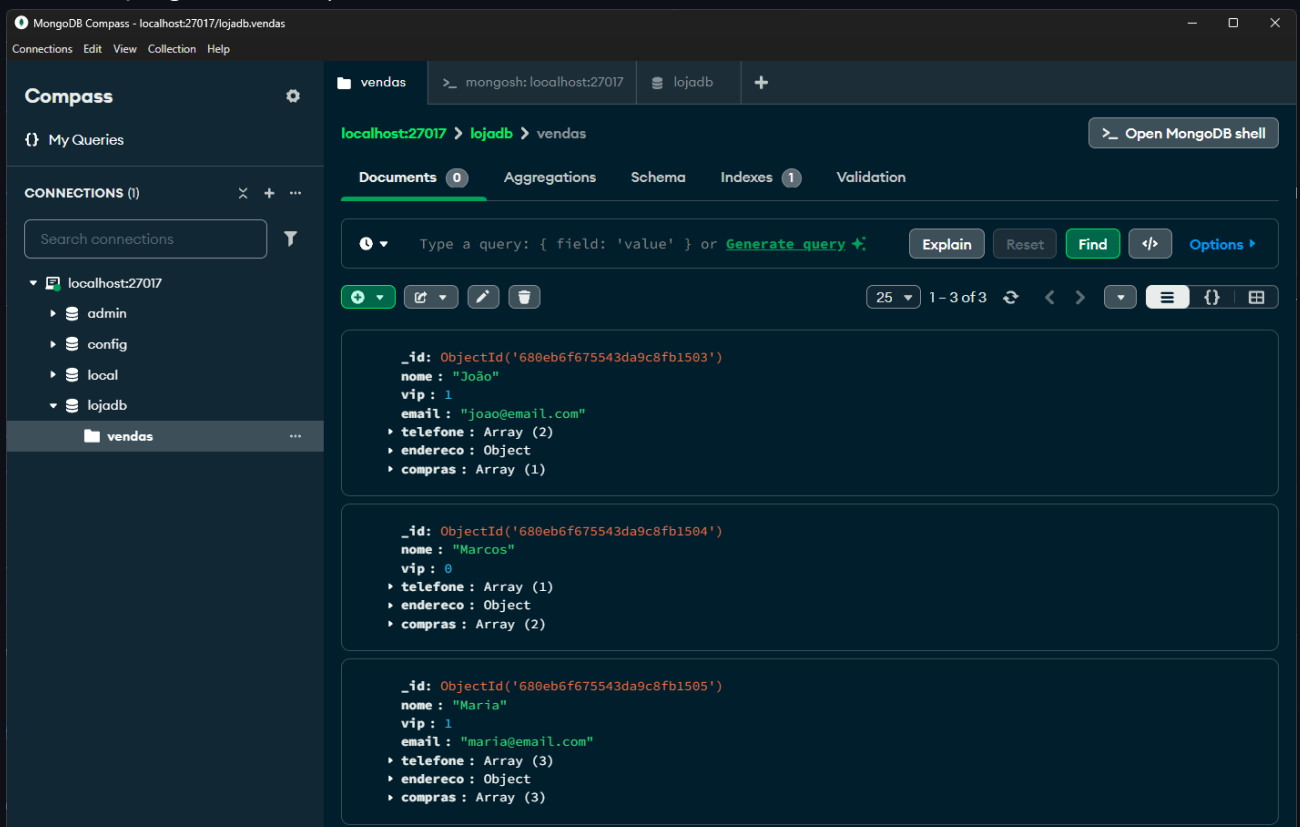 MongoDB Compass - localhost:27017/lojadb.vendas
Connections Edit View Collection Help
Compass
{} My Queries
CONNECTIONS (1)
Search connections
localhost:27017
admin
config
local
lojadb
vendas
vendas >_ mongosh: localhost:27017 lojadb +
localhost:27017 > lojadb > vendas
>_ Open MongoDB shell
Documents 0 Aggregations Schema Indexes 1 Validation
Type a query: { field: 'value' } or Generate query
Explain Reset Find </> Options
25 1 – 3 of 3 {}
_id: ObjectId('680eb6f675543da9c8fb1503')
nome : "João"
vip : 1
email : "joao@email.com"
telefone : Array (2)
endereco : Object
compras : Array (1)
_id: ObjectId('680eb6f675543da9c8fb1504')
nome : "Marcos"
vip : 0
telefone : Array (1)
endereco : Object
compras : Array (2)
_id: ObjectId('680eb6f675543da9c8fb1505')
nome : "Maria"
vip : 1
email : "maria@email.com"
telefone : Array (3)
endereco : Object
compras : Array (3)